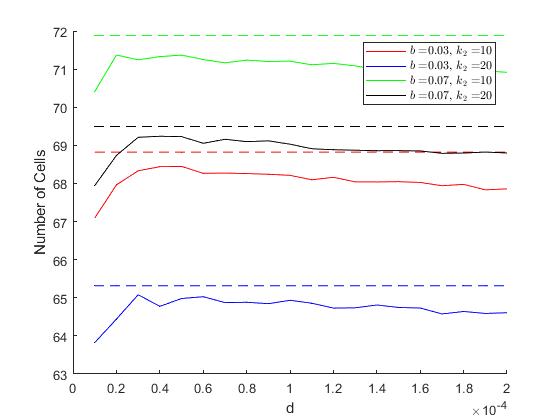 72
71
70
69
68
67
66
65
64
63
Number of Cells
b =0.03, k₂ =10
b =0.03, k₂ =20
b =0.07, k₂ =10
b =0.07, k₂ =20
0 0.2 0.4 0.6 0.8 1 1.2 1.4 1.6 1.8 2
d
×10⁻⁴